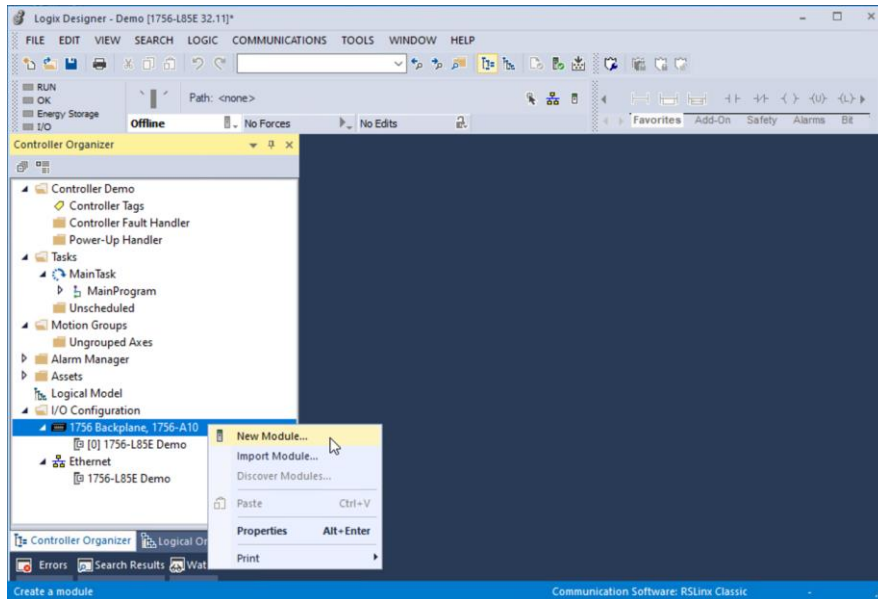 Logix Designer - Demo [1756-L85E 32.11]*
FILE EDIT VIEW SEARCH LOGIC COMMUNICATIONS TOOLS WINDOW HELP
RUN
OK
Energy Storage
I/O
Path: <none>
Offline
No Forces
No Edits
Favorites Add-On Safety Alarms Bit
Controller Organizer
Controller Demo
Controller Tags
Controller Fault Handler
Power-Up Handler
Tasks
MainTask
MainProgram
Unscheduled
Motion Groups
Ungrouped Axes
Alarm Manager
Assets
Logical Model
I/O Configuration
1756 Backplane, 1756-A10
[0] 1756-L85E Demo
Ethernet
1756-L85E Demo
New Module...
Import Module...
Discover Modules...
Paste Ctrl+V
Properties Alt+Enter
Print
Controller Organizer Logical Or
Errors Search Results Wat
Create a module
Communication Software: RSLinx Classic